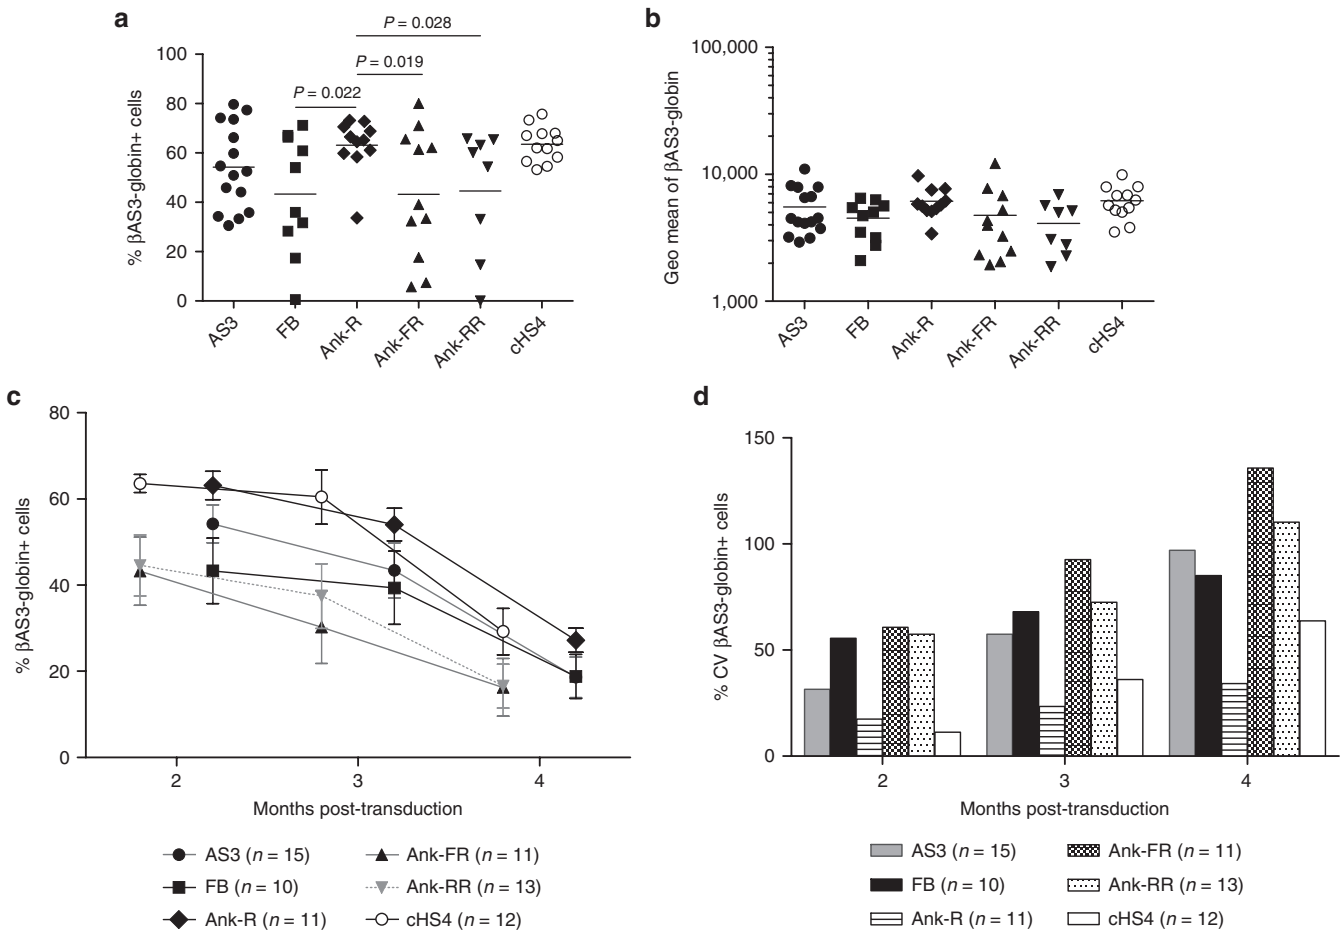 a
P = 0.028
P = 0.019
P = 0.022
% βAS3-globin+ cells
100
80
60
40
20
0
AS3
FB
Ank-R
Ank-FR
Ank-RR
cHS4
b
Geo mean of βAS3-globin
100,000
10,000
1,000
AS3
FB
Ank-R
Ank-FR
Ank-RR
cHS4
c
% βAS3-globin+ cells
80
60
40
20
0
2 3 4
Months post-transduction
AS3 (n = 15)
FB (n = 10)
Ank-R (n = 11)
Ank-FR (n = 11)
Ank-RR (n = 13)
cHS4 (n = 12)
d
% CV βAS3-globin+ cells
150
100
50
0
2 3 4
Months post-transduction
AS3 (n = 15)
FB (n = 10)
Ank-R (n = 11)
Ank-FR (n = 11)
Ank-RR (n = 13)
cHS4 (n = 12)